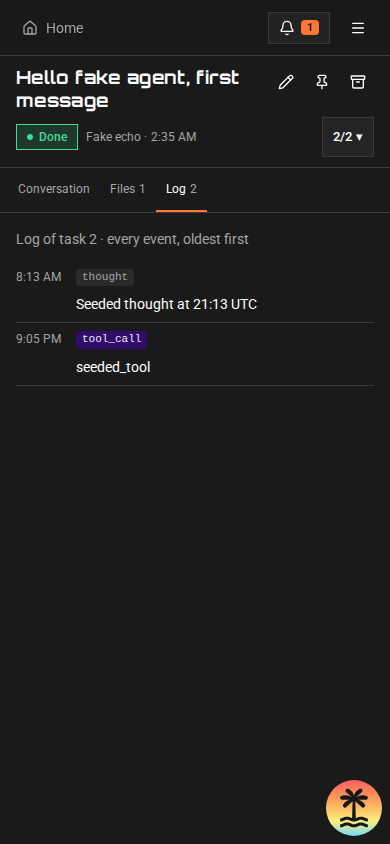 Home
1
Hello fake agent, first
message
Done
Fake echo · 2:35 AM
2/2 ▾
Conversation
Files 1
Log 2
Log of task 2 · every event, oldest first
8:13 AM thought
Seeded thought at 21:13 UTC
9:05 PM tool_call
seeded_tool